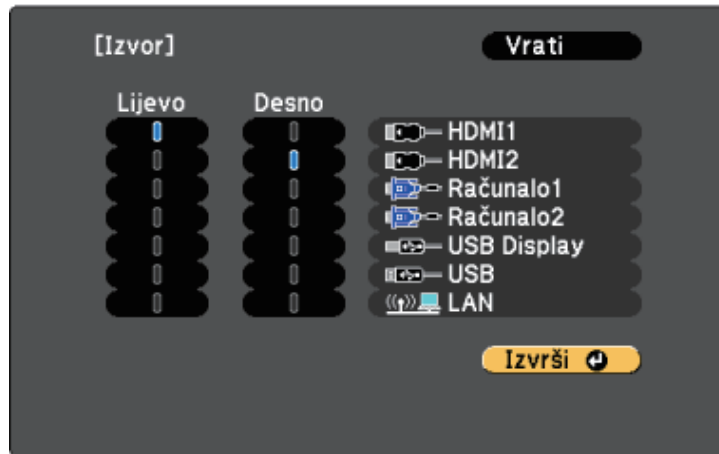 [Izvor] Vrati
Lijevo Desno
HDMI1
HDMI2
Računalo1
Računalo2
USB Display
USB
LAN
Izvrši